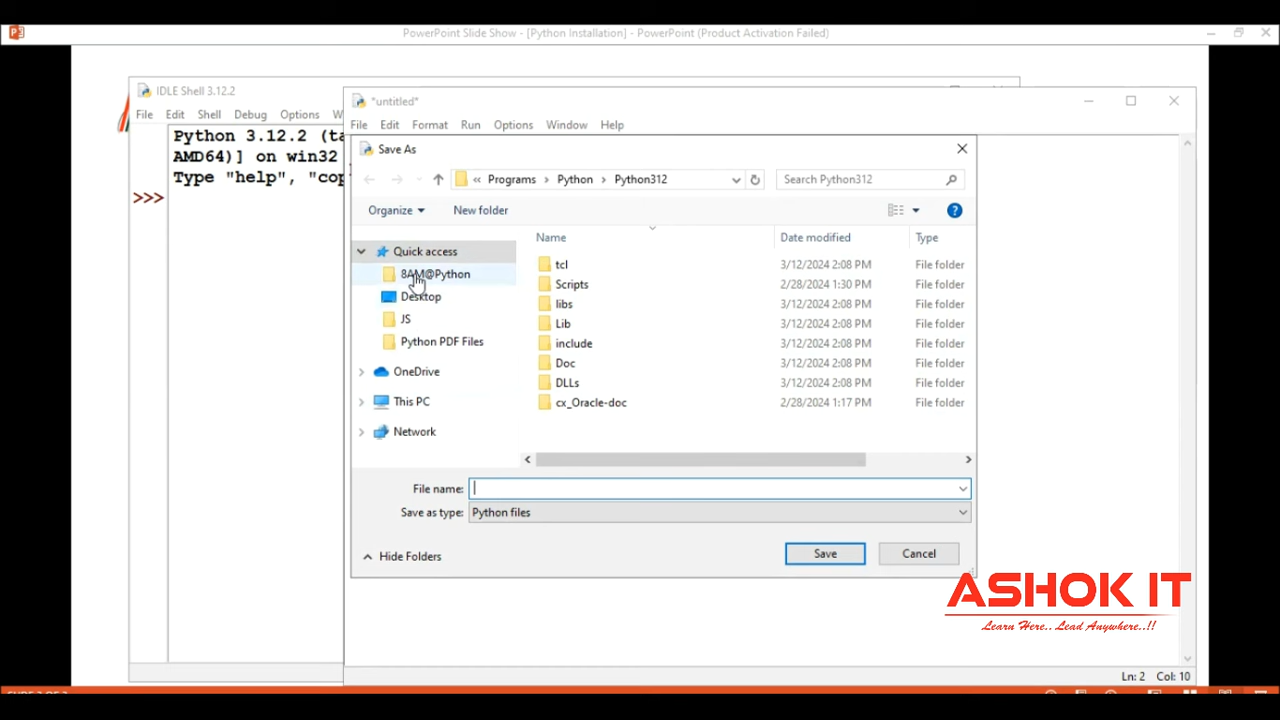 PowerPoint Slide Show - [Python Installation] - PowerPoint (Product Activation Failed)
IDLE Shell 3.12.2
File Edit Shell Debug Options
Python 3.12.2
AMD64)] on win32
Type "help",
>>>
*untitled*
File Edit Format Run Options Window Help
Save As
« Programs > Python > Python312
Search Python312
Organize New folder
Quick access
8AM@Python
Desktop
JS
Python PDF Files
OneDrive
This PC
Network
Name Date modified Type
tcl 3/12/2024 2:08 PM File folder
Scripts 2/28/2024 1:30 PM File folder
libs 3/12/2024 2:08 PM File folder
Lib 3/12/2024 2:08 PM File folder
include 3/12/2024 2:08 PM File folder
Doc 3/12/2024 2:08 PM File folder
DLLs 3/12/2024 2:08 PM File folder
cx_Oracle-doc 2/28/2024 1:17 PM File folder
File name:
Save as type: Python files
Hide Folders Save Cancel
ASHOK IT
Learn Here.. Lead Anywhere..!!
Ln: 2 Col: 10